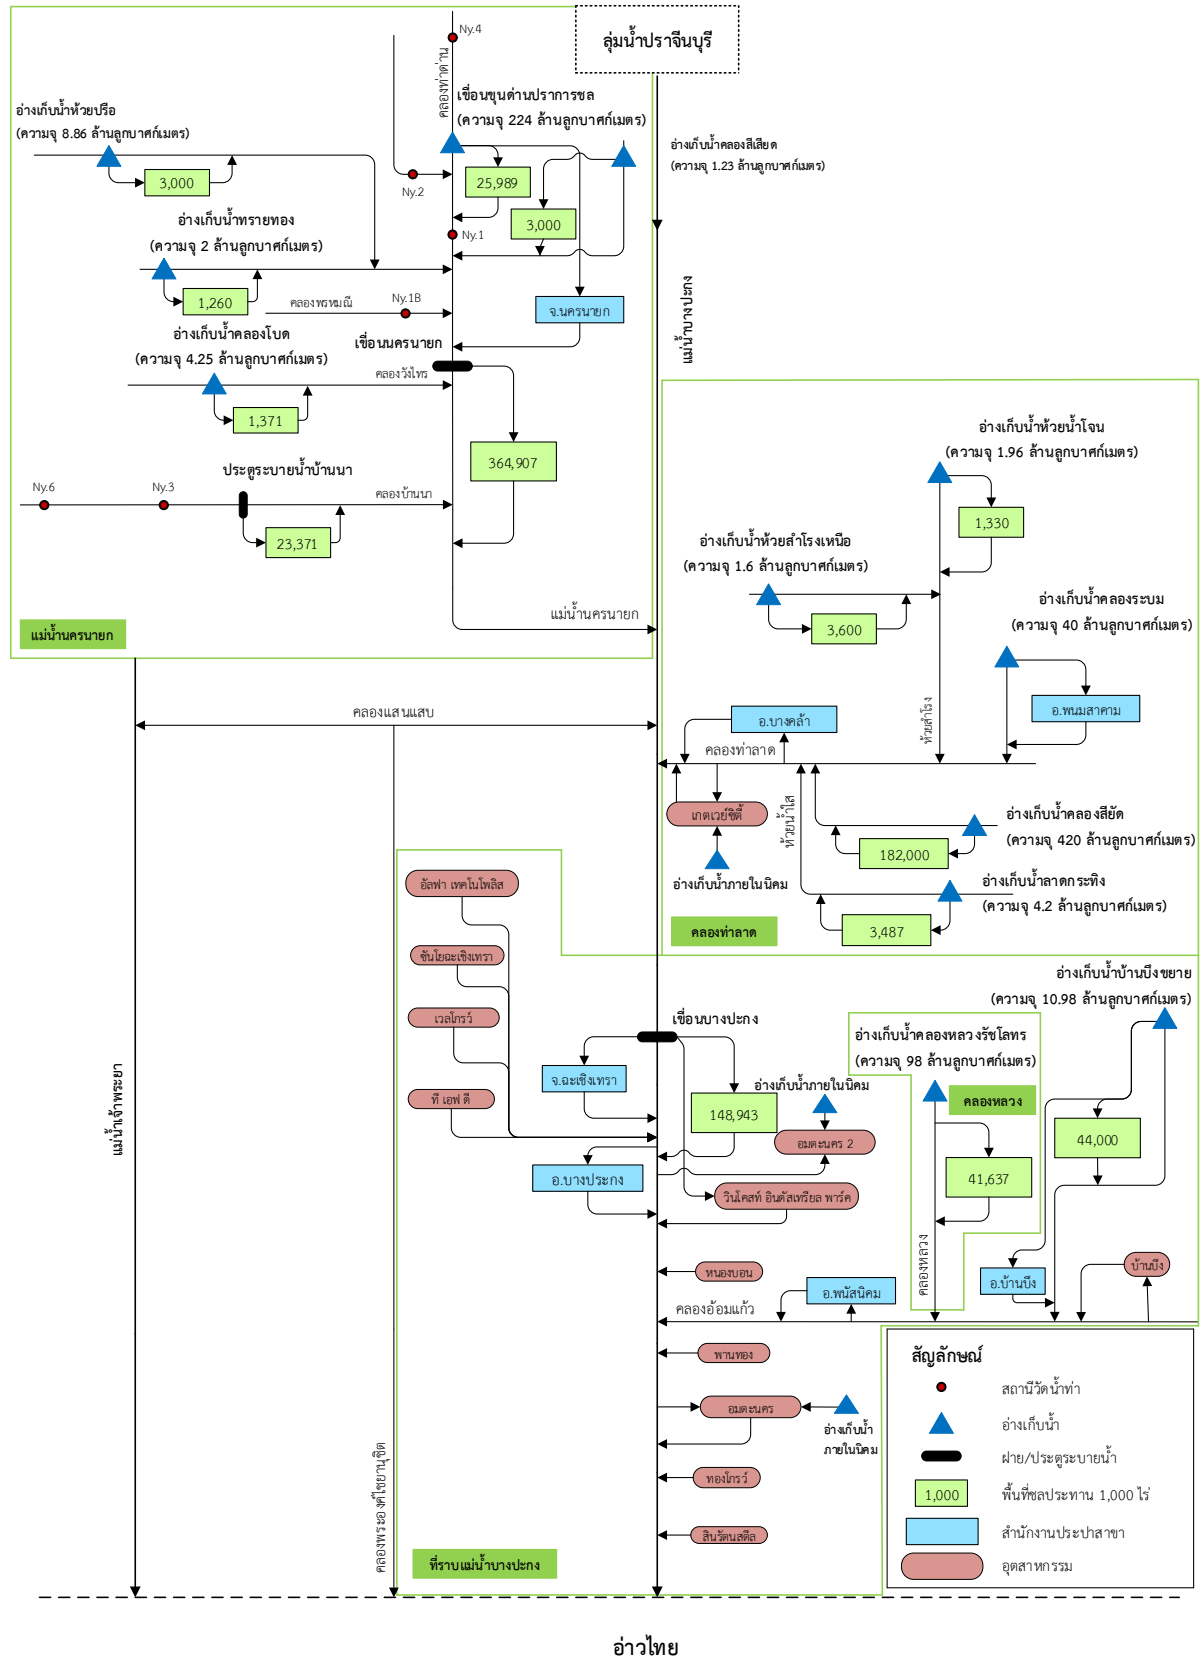 ลุ่มน้ำปราจีนบุรี
Ny.4
คลองท่าด่าน
เขื่อนขุนด่านปราการชล
(ความจุ 224 ล้านลูกบาศก์เมตร)
อ่างเก็บน้ำห้วยปรือ
(ความจุ 8.86 ล้านลูกบาศก์เมตร)
3,000
อ่างเก็บน้ำคลองสีเสียด
(ความจุ 1.23 ล้านลูกบาศก์เมตร)
25,989
Ny.2
3,000
อ่างเก็บน้ำทรายทอง
(ความจุ 2 ล้านลูกบาศก์เมตร)
Ny.1
1,260
คลองพรหมณี
Ny.1B
จ.นครนายก
แม่น้ำบางปะกง
อ่างเก็บน้ำคลองโบด
(ความจุ 4.25 ล้านลูกบาศก์เมตร)
เขื่อนนครนายก
คลองวังไทร
1,371
364,907
ประตูระบายน้ำบ้านนา
Ny.6
Ny.3
คลองบ้านนา
23,371
แม่น้ำนครนายก
แม่น้ำนครนายก
อ่างเก็บน้ำห้วยน้ำโจน
(ความจุ 1.96 ล้านลูกบาศก์เมตร)
1,330
อ่างเก็บน้ำห้วยสำโรงเหนือ
(ความจุ 1.6 ล้านลูกบาศก์เมตร)
3,600
อ่างเก็บน้ำคลองระบม
(ความจุ 40 ล้านลูกบาศก์เมตร)
อ.พนมสาคาม
ห้วยสำโรง
คลองแสนแสบ
อ.บางคล้า
คลองท่าลาด
เกตเวย์ซิตี้
ห้วยน้ำใส
อ่างเก็บน้ำภายในนิคม
อ่างเก็บน้ำคลองสียัด
(ความจุ 420 ล้านลูกบาศก์เมตร)
182,000
อ่างเก็บน้ำลาดกระทิง
(ความจุ 4.2 ล้านลูกบาศก์เมตร)
3,487
คลองท่าลาด
อัลฟา เทคโนโพลิส
ซันโยฉะเชิงเทรา
เวลโกรว์
ที เอฟ ดี
แม่น้ำเจ้าพระยา
อ่างเก็บน้ำบ้านบึงขยาย
(ความจุ 10.98 ล้านลูกบาศก์เมตร)
เขื่อนบางปะกง
จ.ฉะเชิงเทรา
148,943
อ่างเก็บน้ำภายในนิคม
อมตะนคร 2
อ.บางประกง
วินโคสท์ อินดัสเทรียล พาร์ค
อ่างเก็บน้ำคลองหลวงรัชโลทร
(ความจุ 98 ล้านลูกบาศก์เมตร)
คลองหลวง
41,637
44,000
คลองหลวง
อ.บ้านบึง
บ้านบึง
หนองบอน
อ.พนัสนิคม
คลองอ้อมแก้ว
พานทอง
อมตะนคร
อ่างเก็บน้ำ
ภายในนิคม
ทองโกรว์
สินรัตนสตีล
คลองพระองค์ไชยานุชิต
ที่ราบแม่น้ำบางปะกง
สัญลักษณ์
สถานีวัดน้ำท่า
อ่างเก็บน้ำ
ฝาย/ประตูระบายน้ำ
1,000
พื้นที่ชลประทาน 1,000 ไร่
สำนักงานประปาสาขา
อุตสาหกรรม
อ่าวไทย